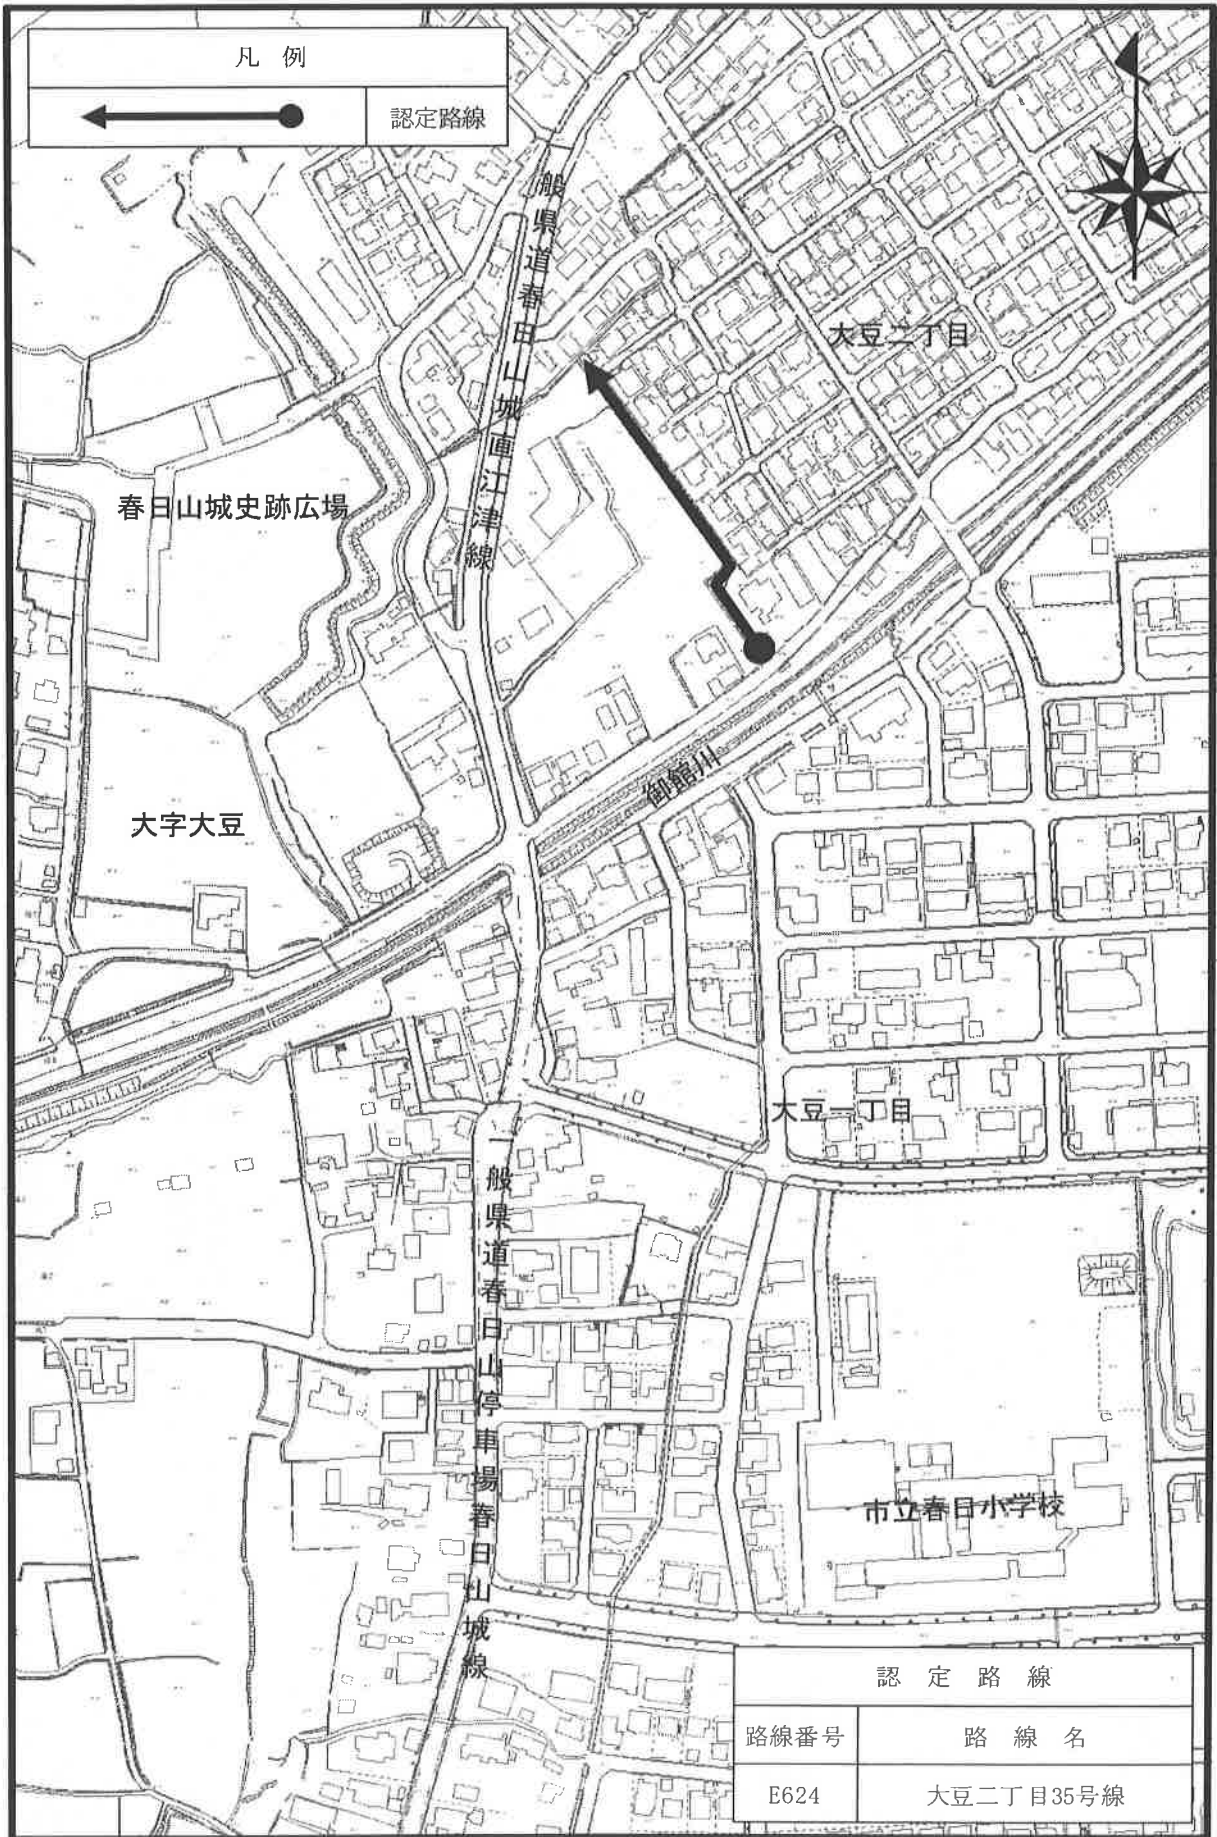 凡 例
認定路線
一般県道春日山城直江津線
大豆二丁目
春日山城史跡広場
御館川
大字大豆
大豆一丁目
一般県道春日山停車場春日山城線
市立春日小学校
認 定 路 線
路線番号 路 線 名
E624 大豆二丁目35号線